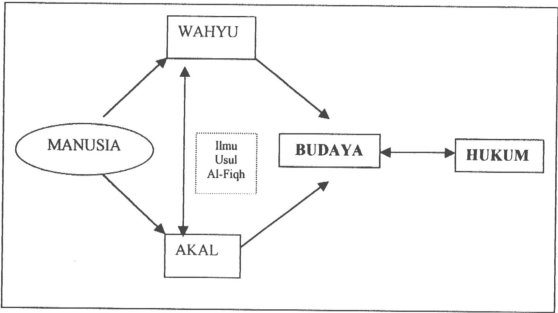 WAHYU
MANUSIA
Ilmu
Usul
Al-Fiqh
BUDAYA
HUKUM
AKAL